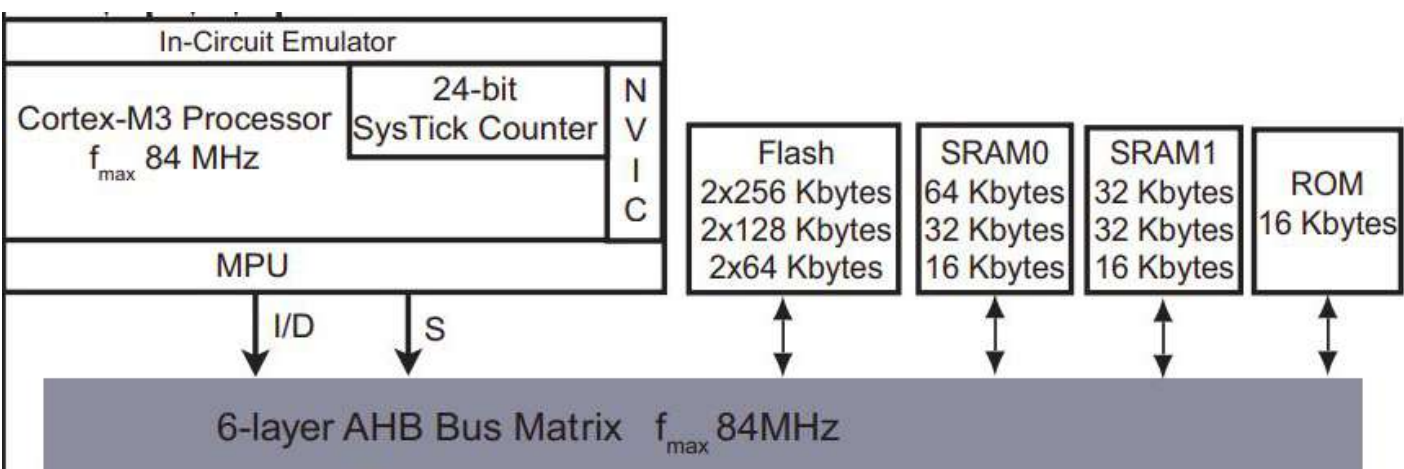 In-Circuit Emulator
Cortex-M3 Processor
fmax 84 MHz
24-bit
SysTick Counter
N
V
I
C
MPU
I/D
S
Flash
2x256 Kbytes
2x128 Kbytes
2x64 Kbytes
SRAM0
64 Kbytes
32 Kbytes
16 Kbytes
SRAM1
32 Kbytes
32 Kbytes
16 Kbytes
ROM
16 Kbytes
6-layer AHB Bus Matrix fmax 84MHz